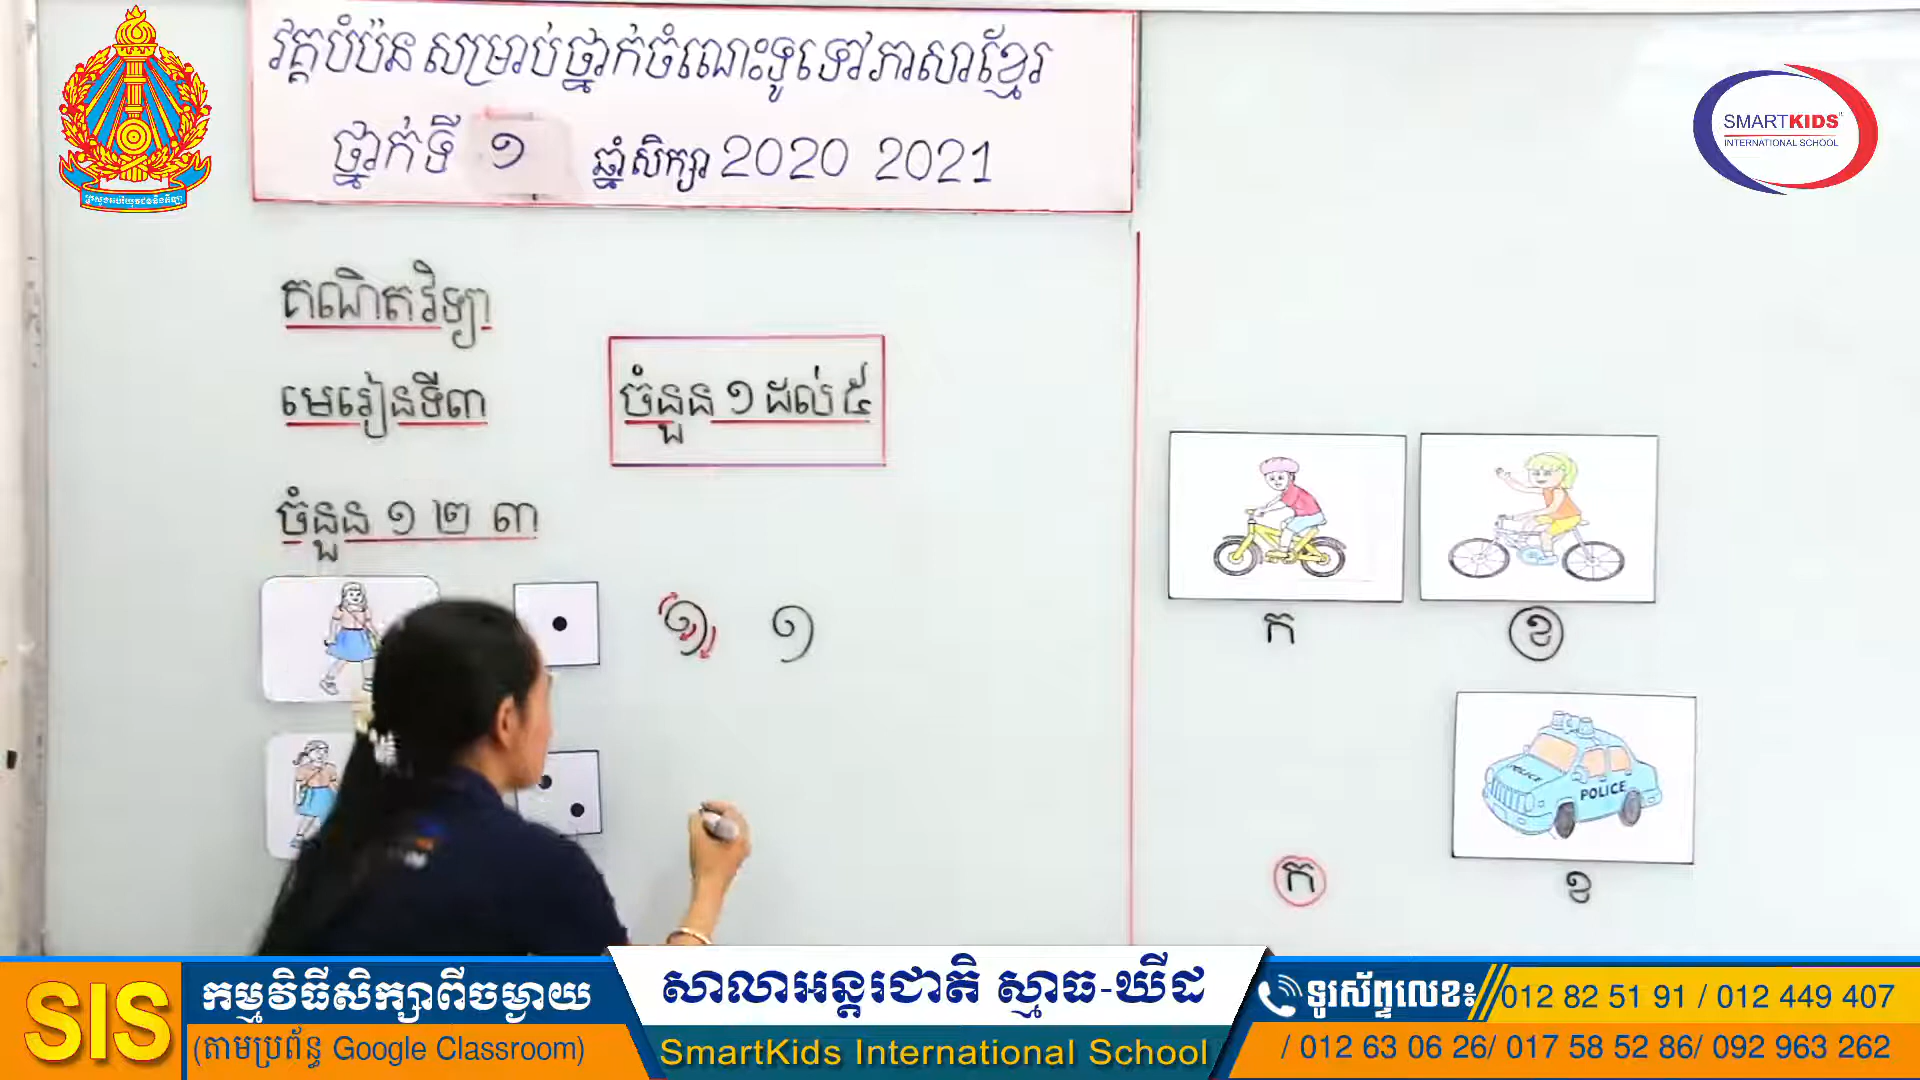 វគ្គបំប៉នសម្រាប់ថ្នាក់ចំណេះទូទៅភាសាខ្មែរ
ថ្នាក់ទី ១ ឆ្នាំសិក្សា 2020 2021
SMARTKIDS
INTERNATIONAL SCHOOL
គណិតវិទ្យា
មេរៀនទី៣
ចំនួន ១ ដល់ ៥
ចំនួន ១ ២ ៣
១ ១
ក ខ
POLICE POLICE
ក ខ
SIS
កម្មវិធីសិក្សាពីចម្ងាយ
(តាមប្រព័ន្ធ Google Classroom)
សាលាអន្តរជាតិ ស្មាធ-ឃីដ
SmartKids International School
ទូរស័ព្ទលេខ៖ 012 82 51 91 / 012 449 407
/ 012 63 06 26/ 017 58 52 86/ 092 963 262